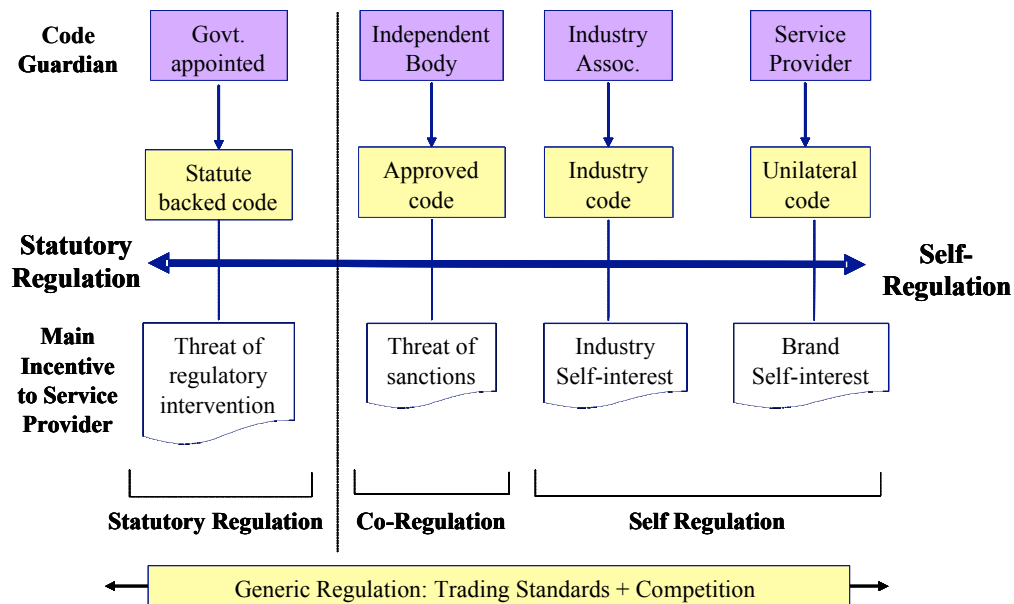 Code
Guardian
Govt.
appointed
Independent
Body
Industry
Assoc.
Service
Provider
Statute
backed code
Approved
code
Industry
code
Unilateral
code
Statutory
Regulation
Self-
Regulation
Main
Incentive
to Service
Provider
Threat of
regulatory
intervention
Threat of
sanctions
Industry
Self-interest
Brand
Self-interest
Statutory Regulation
Co-Regulation
Self Regulation
Generic Regulation: Trading Standards + Competition